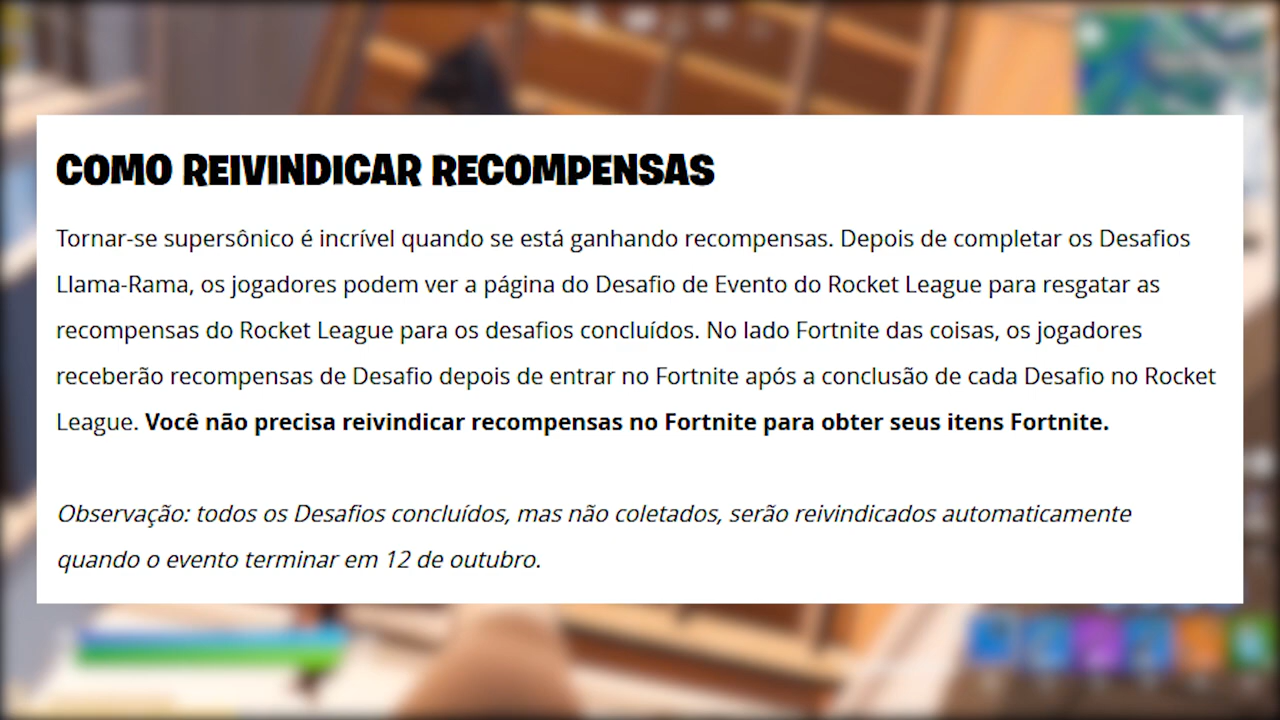 COMO REIVINDICAR RECOMPENSAS
Tornar-se supersônico é incrível quando se está ganhando recompensas. Depois de completar os Desafios
Llama-Rama, os jogadores podem ver a página do Desafio de Evento do Rocket League para resgatar as
recompensas do Rocket League para os desafios concluídos. No lado Fortnite das coisas, os jogadores
receberão recompensas de Desafio depois de entrar no Fortnite após a conclusão de cada Desafio no Rocket
League. Você não precisa reivindicar recompensas no Fortnite para obter seus itens Fortnite.
Observação: todos os Desafios concluídos, mas não coletados, serão reivindicados automaticamente
quando o evento terminar em 12 de outubro.